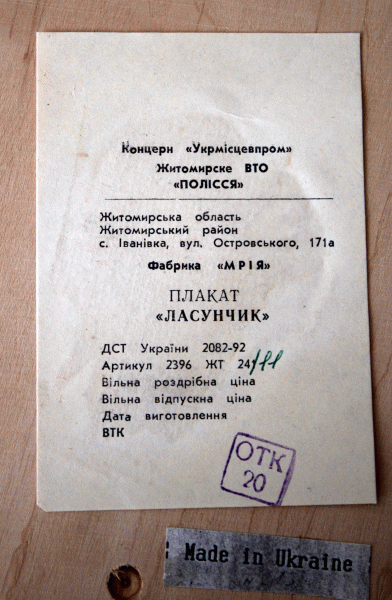 Концерн «Укрмісцевпром»
Житомирске ВТО
«ПОЛІССЯ»
Житомирська область
Житомирський район
с. Іванівка, вул. Островського, 171а
Фабрика «МРІЯ»
ПЛАКАТ
«ЛАСУНЧИК»
ДСТ України 2082-92
Артикул 2396 ЖТ 24
Вільна роздрібна ціна
Вільна відпускна ціна
Дата виготовлення
ВТК
ОТК
20
Made in Ukraine